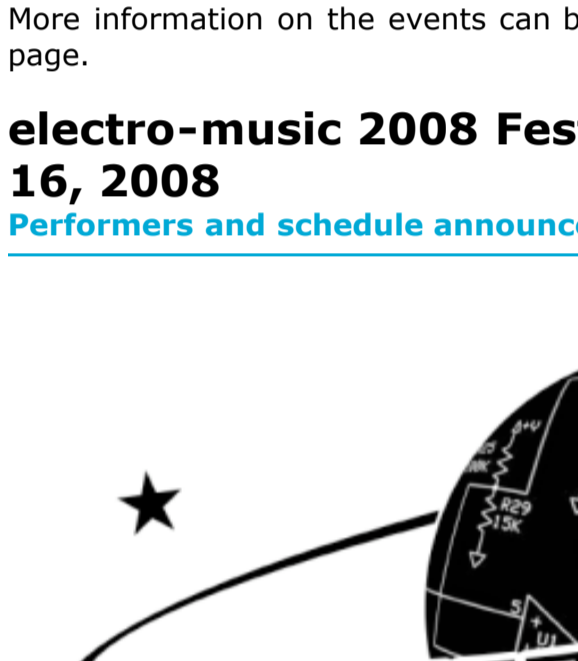 More information on the events can b
page.
electro-music 2008 Fes
16, 2008
Performers and schedule announc
+V
R29
15K
5
+
U1